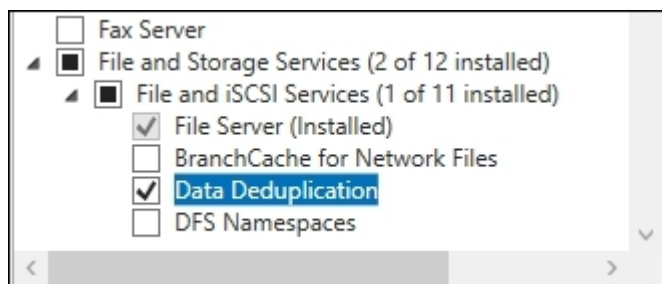 Fax Server
File and Storage Services (2 of 12 installed)
File and iSCSI Services (1 of 11 installed)
File Server (Installed)
BranchCache for Network Files
Data Deduplication
DFS Namespaces